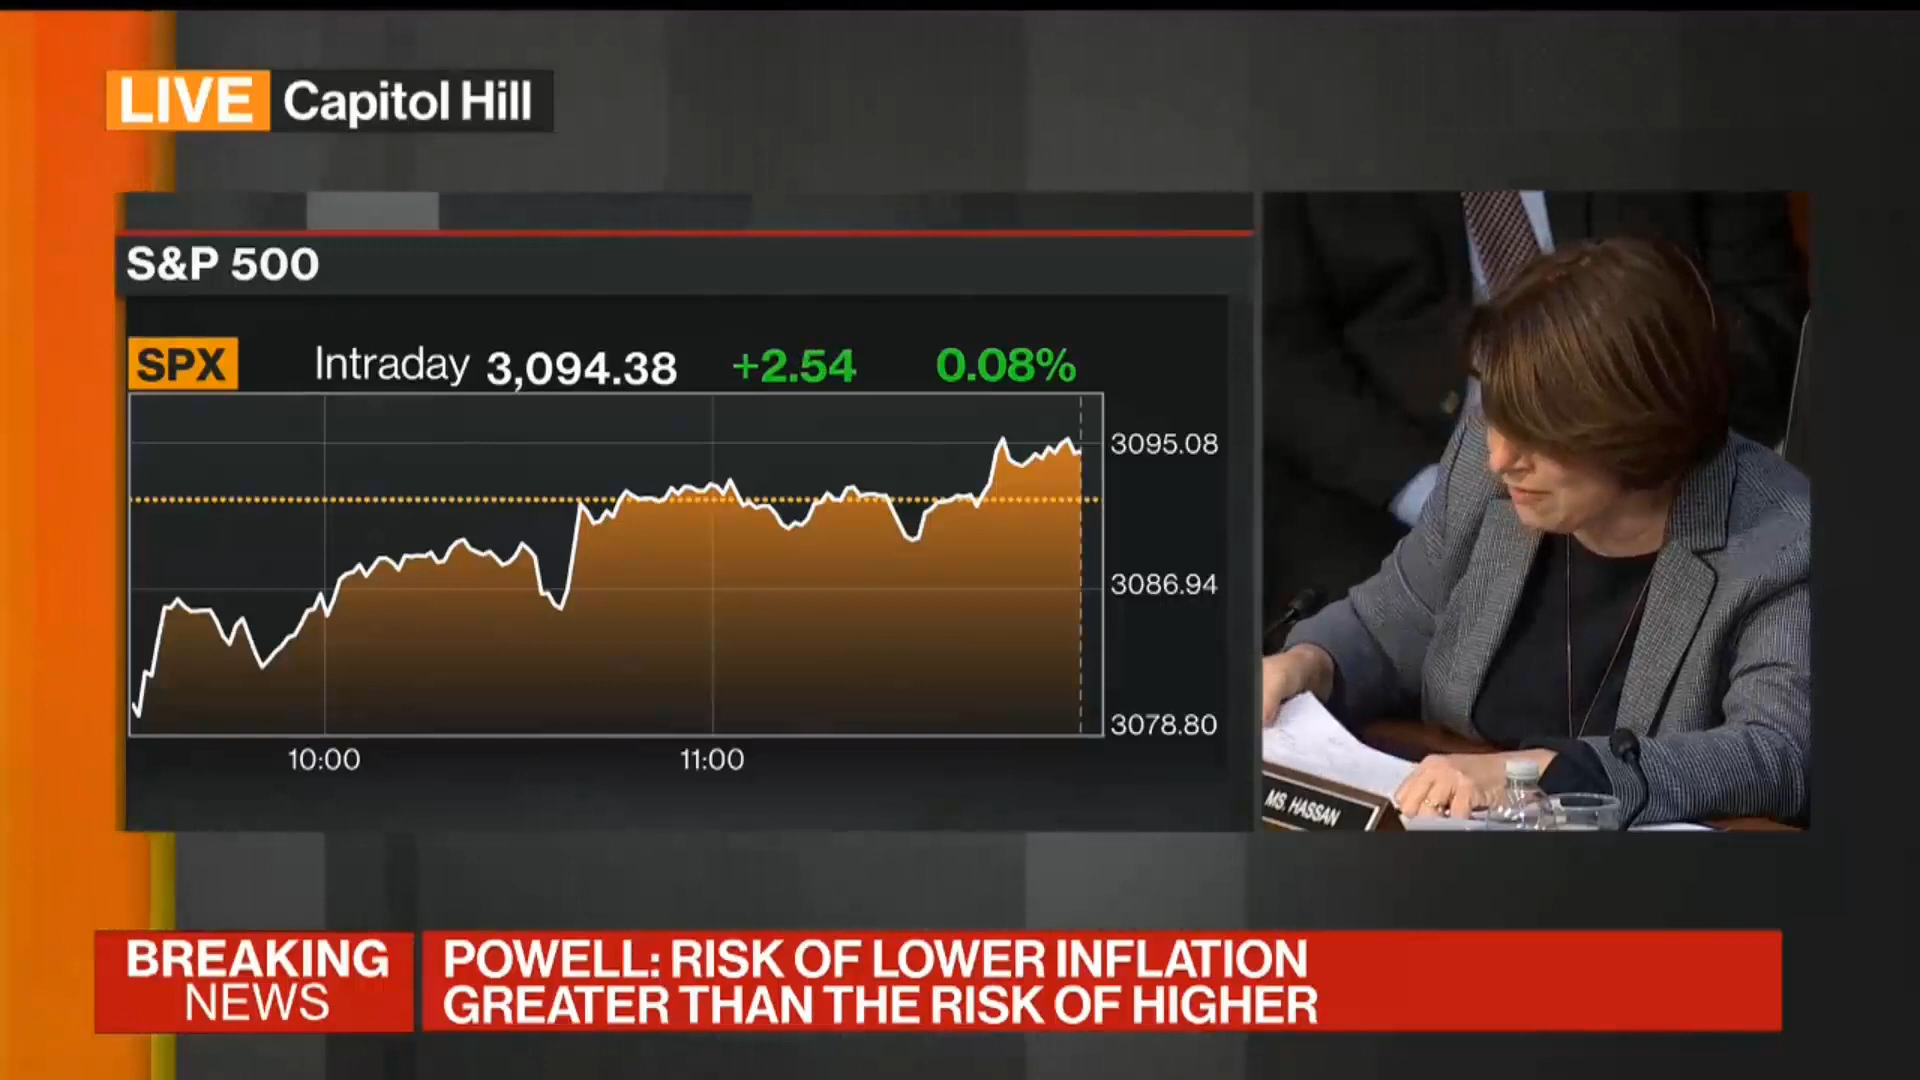 LIVE Capitol Hill
S&P 500
SPX Intraday 3,094.38 +2.54 0.08%
3095.08
3086.94
3078.80
10:00 11:00
MS. HASSAN
BREAKING NEWS
POWELL: RISK OF LOWER INFLATION
GREATER THAN THE RISK OF HIGHER